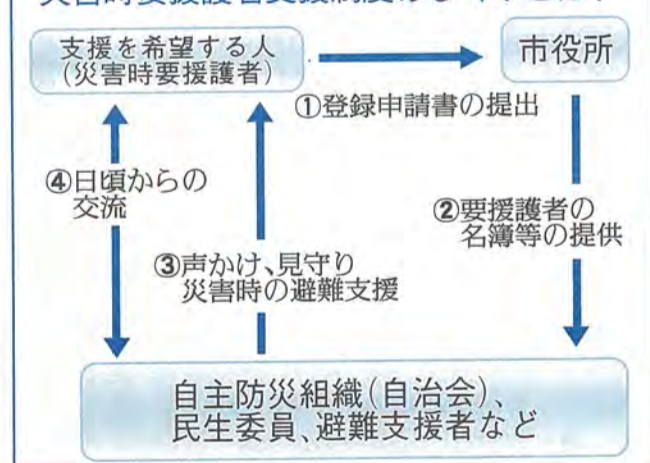 支援を希望する人
(災害時要援護者)
市役所
①登録申請書の提出
④日頃からの
交流
②要援護者の
名簿等の提供
③声かけ、見守り
災害時の避難支援
自主防災組織(自治会)、
民生委員、避難支援者など